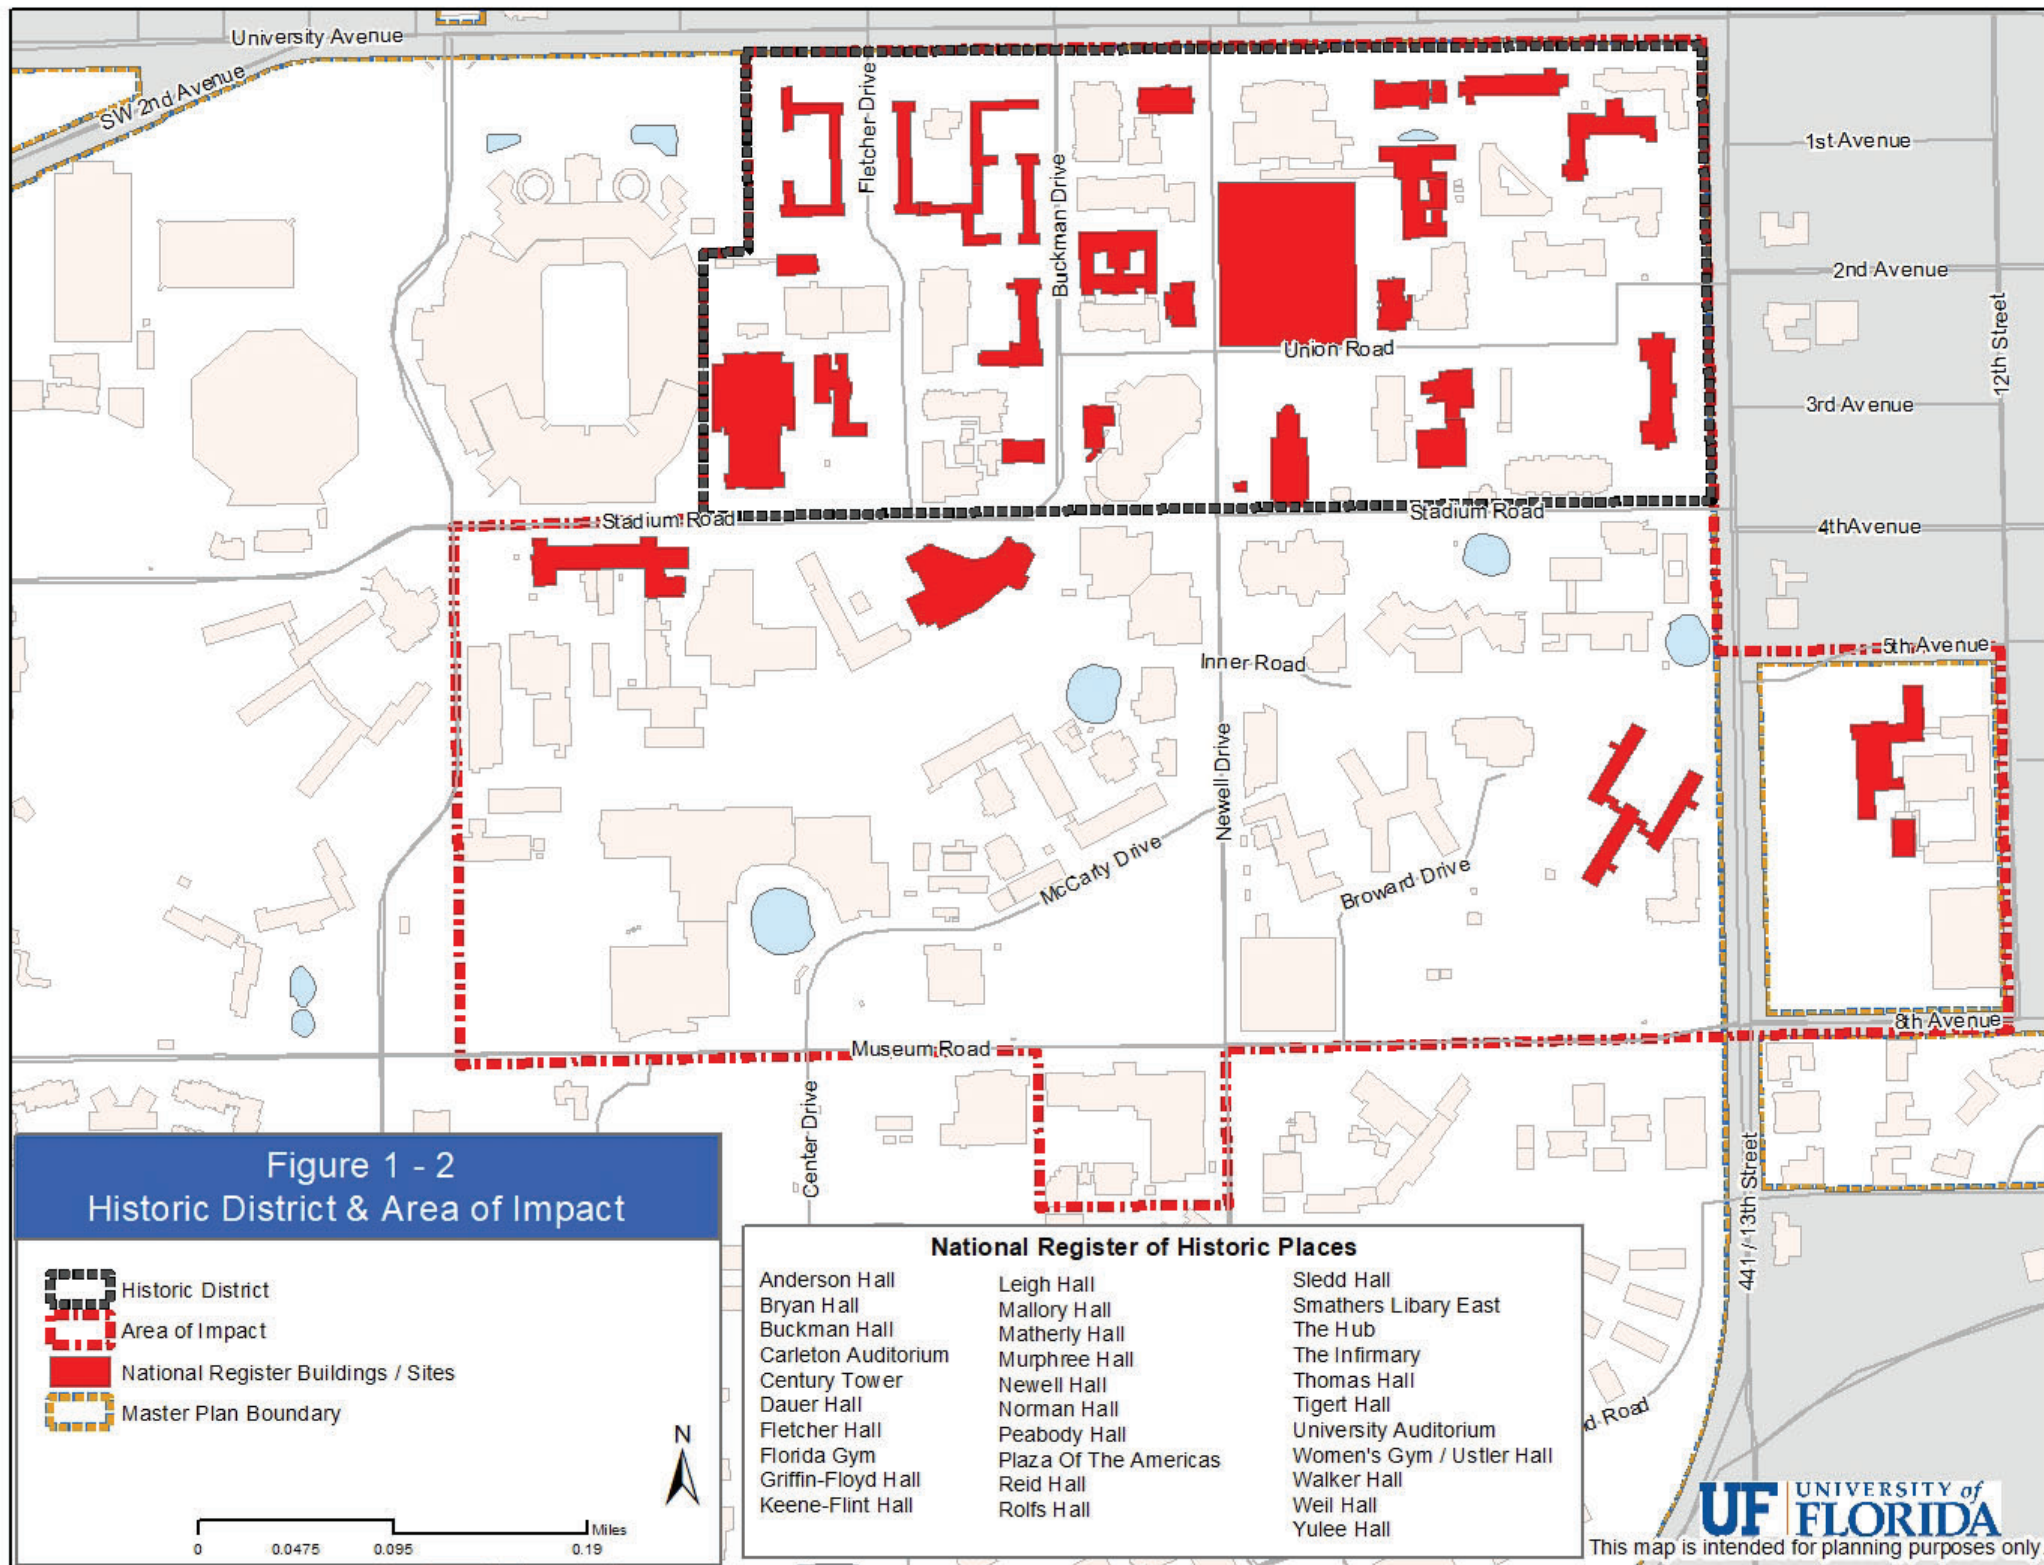 University Avenue
SW 2nd Avenue
Fletcher Drive
Buckman Drive
1st Avenue
2nd Avenue
12th Street
Union Road
3rd Avenue
Stadium Road
Stadium Road
4thAvenue
5th Avenue
Inner Road
Newell Drive
McCarty Drive
Broward Drive
8th Avenue
Museum Road
Center Drive
441 / 13th Street
d Road
Figure 1 - 2
Historic District & Area of Impact
Historic District
Area of Impact
National Register Buildings / Sites
Master Plan Boundary
N
Miles
0 0.0475 0.095 0.19
National Register of Historic Places
Anderson Hall
Bryan Hall
Buckman Hall
Carleton Auditorium
Century Tower
Dauer Hall
Fletcher Hall
Florida Gym
Griffin-Floyd Hall
Keene-Flint Hall
Leigh Hall
Mallory Hall
Matherly Hall
Murphree Hall
Newell Hall
Norman Hall
Peabody Hall
Plaza Of The Americas
Reid Hall
Rolfs Hall
Sledd Hall
Smathers Libary East
The Hub
The Infirmary
Thomas Hall
Tigert Hall
University Auditorium
Women's Gym / Ustler Hall
Walker Hall
Weil Hall
Yulee Hall
UF UNIVERSITY of
FLORIDA
This map is intended for planning purposes only